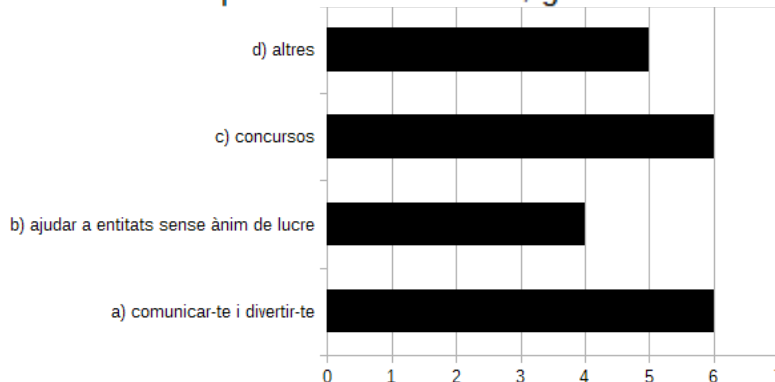 d) altres
c) concursos
b) ajudar a entitats sense ànim de lucre
a) comunicar-te i divertir-te
0 1 2 3 4 5 6